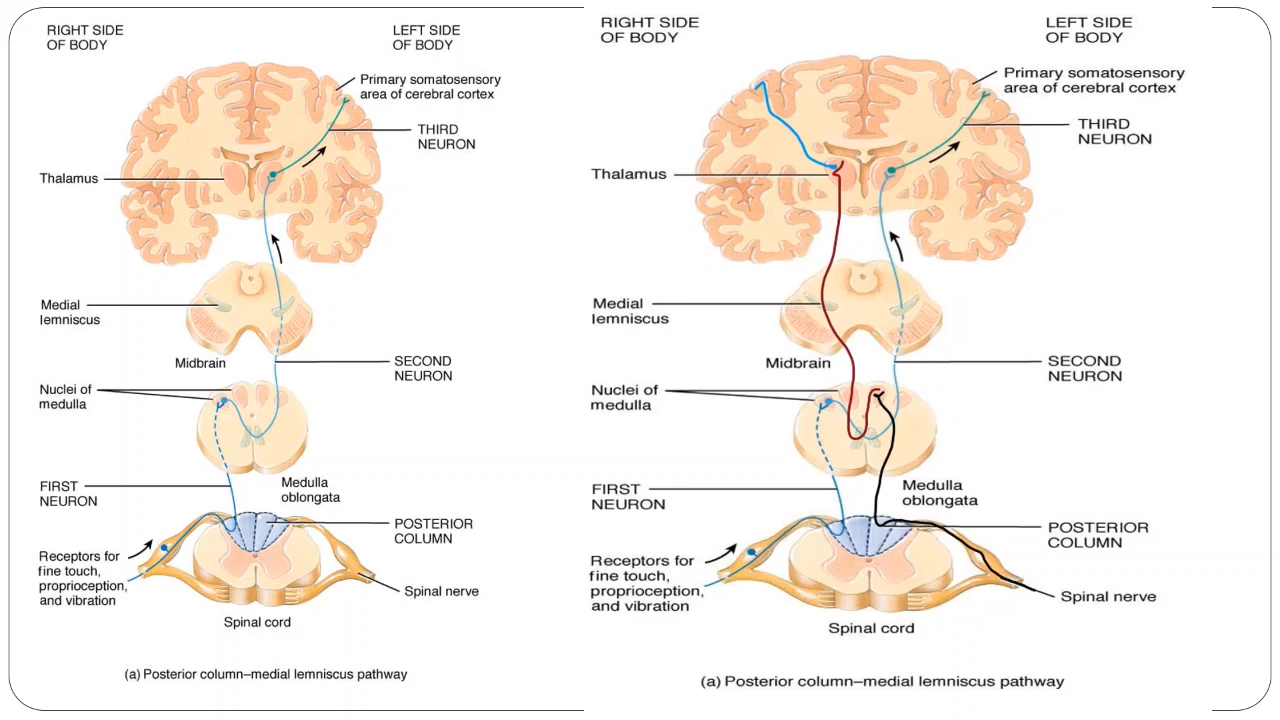 RIGHT SIDE
OF BODY
LEFT SIDE
OF BODY
Primary somatosensory
area of cerebral cortex
THIRD
NEURON
Thalamus
Medial
lemniscus
Midbrain
SECOND
NEURON
Nuclei of
medulla
FIRST
NEURON
Medulla
oblongata
POSTERIOR
COLUMN
Receptors for
fine touch,
proprioception,
and vibration
Spinal nerve
Spinal cord
(a) Posterior column–medial lemniscus pathway
RIGHT SIDE
OF BODY
LEFT SIDE
OF BODY
Primary somatosensory
area of cerebral cortex
THIRD
NEURON
Thalamus
Medial
lemniscus
Midbrain
SECOND
NEURON
Nuclei of
medulla
FIRST
NEURON
Medulla
oblongata
POSTERIOR
COLUMN
Receptors for
fine touch,
proprioception,
and vibration
Spinal nerve
Spinal cord
(a) Posterior column–medial lemniscus pathway